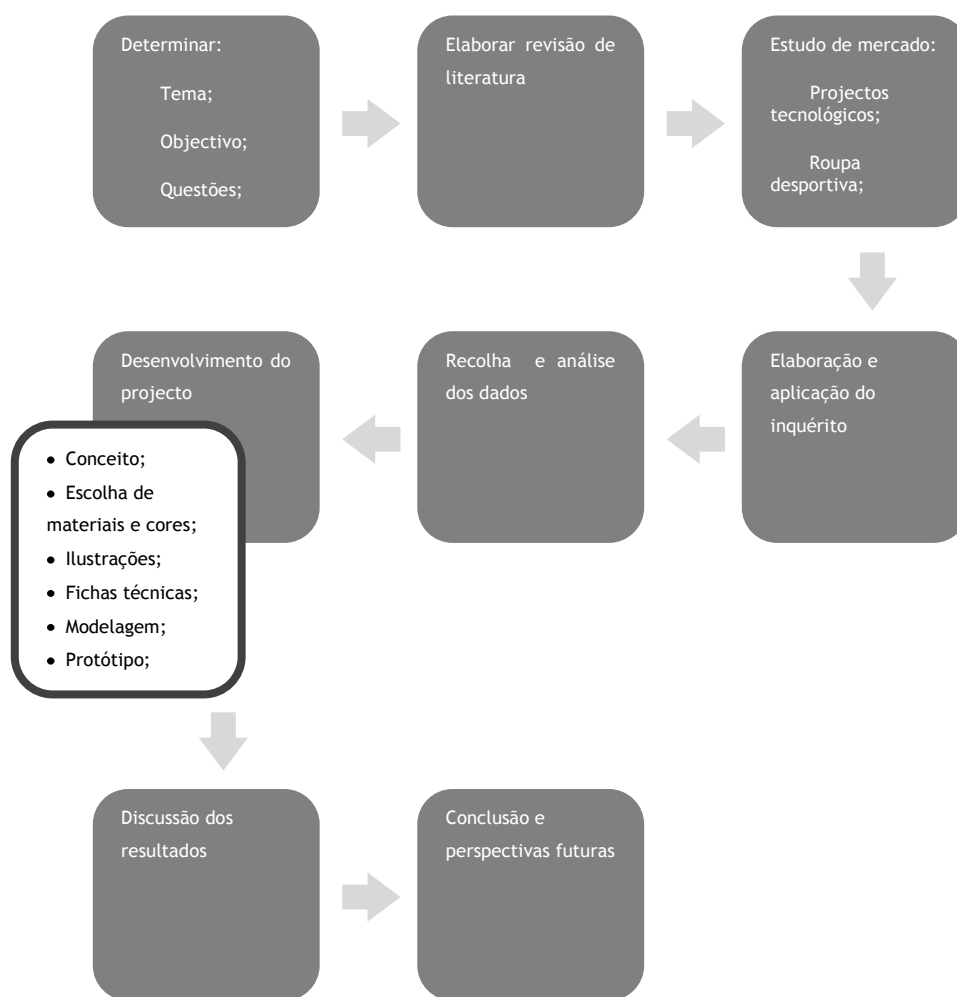 Determinar:
Tema;
Objectivo;
Questões;
Elaborar revisão de
literatura
Estudo de mercado:
Projectos
tecnológicos;
Roupa
desportiva;
Elaboração e
aplicação do
inquérito
Recolha e análise
dos dados
Desenvolvimento do
projecto
• Conceito;
• Escolha de
materiais e cores;
• Ilustrações;
• Fichas técnicas;
• Modelagem;
• Protótipo;
Discussão dos
resultados
Conclusão e
perspectivas futuras